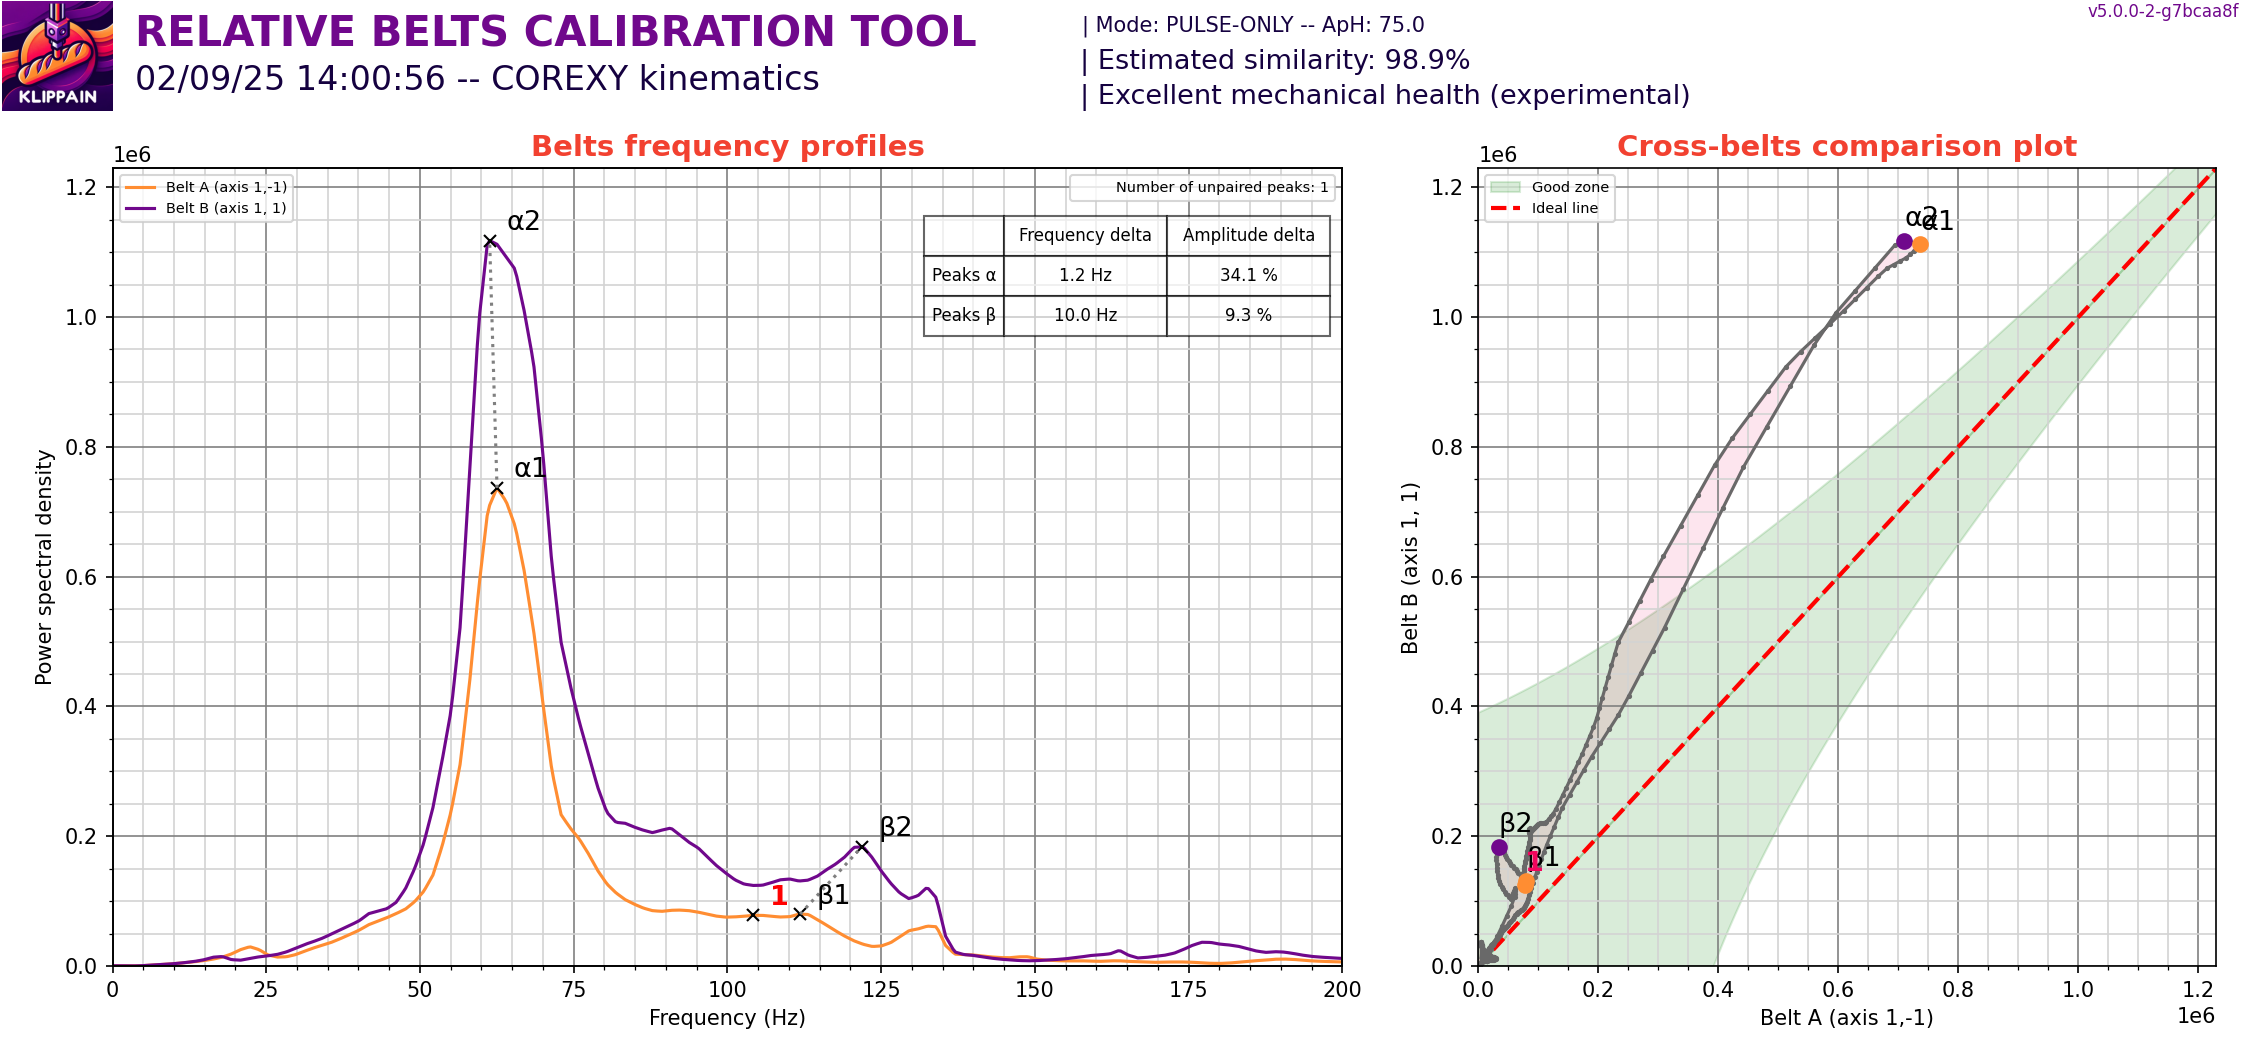 KLIPPAIN
RELATIVE BELTS CALIBRATION TOOL
02/09/25 14:00:56 -- COREXY kinematics
| Mode: PULSE-ONLY -- ApH: 75.0
| Estimated similarity: 98.9%
| Excellent mechanical health (experimental)
v5.0.0-2-g7bcaa8f
Belts frequency profiles
1e6
Belt A (axis 1,-1)
Belt B (axis 1, 1)
Number of unpaired peaks: 1
Frequency delta Amplitude delta
Peaks α 1.2 Hz 34.1 %
Peaks β 10.0 Hz 9.3 %
α2
α1
β2
1
β1
1.2
1.0
0.8
0.6
0.4
0.2
0.0
Power spectral density
0 25 50 75 100 125 150 175 200
Frequency (Hz)
Cross-belts comparison plot
1e6
Good zone
Ideal line
α2
α1
β2
β1
1
1.2
1.0
0.8
0.6
0.4
0.2
0.0
Belt B (axis 1, 1)
0.0 0.2 0.4 0.6 0.8 1.0 1.2
Belt A (axis 1,-1)
1e6